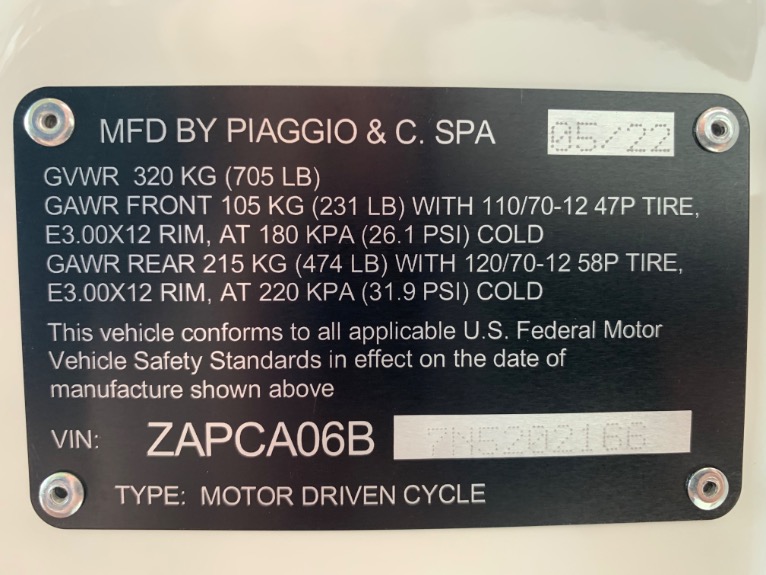 MFD BY PIAGGIO & C. SPA 05/22
GVWR 320 KG (705 LB)
GAWR FRONT 105 KG (231 LB) WITH 110/70-12 47P TIRE,
E3.00X12 RIM, AT 180 KPA (26.1 PSI) COLD
GAWR REAR 215 KG (474 LB) WITH 120/70-12 58P TIRE,
E3.00X12 RIM, AT 220 KPA (31.9 PSI) COLD
This vehicle conforms to all applicable U.S. Federal Motor
Vehicle Safety Standards in effect on the date of
manufacture shown above
VIN: ZAPCA06B
TYPE: MOTOR DRIVEN CYCLE